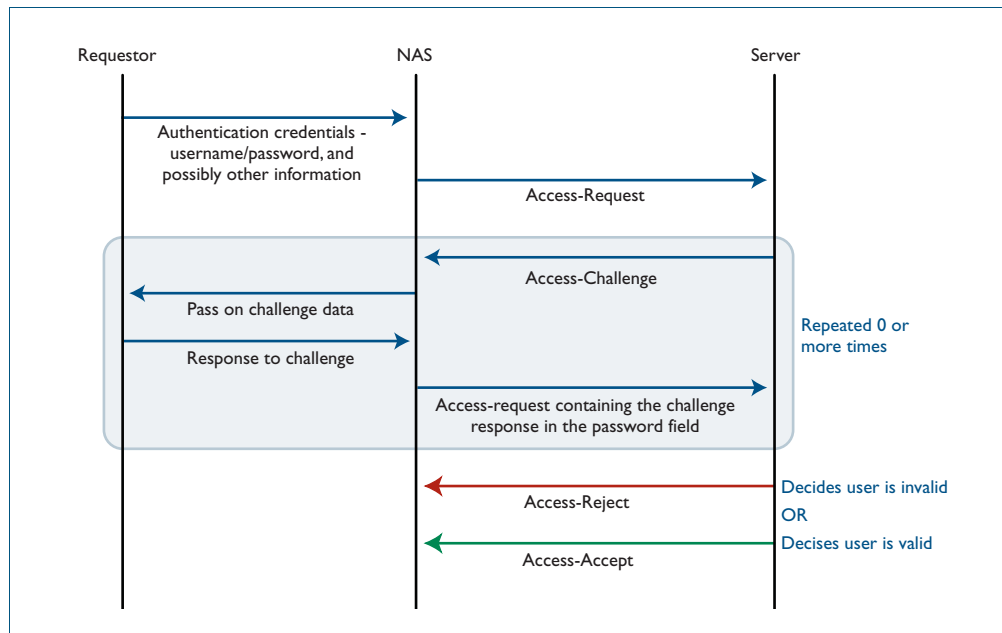 Requestor
NAS
Server
Authentication credentials -
username/password, and
possibly other information
Access-Request
Access-Challenge
Pass on challenge data
Repeated 0 or
more times
Response to challenge
Access-request containing the challenge
response in the password field
Decides user is invalid
Access-Reject
OR
Decises user is valid
Access-Accept